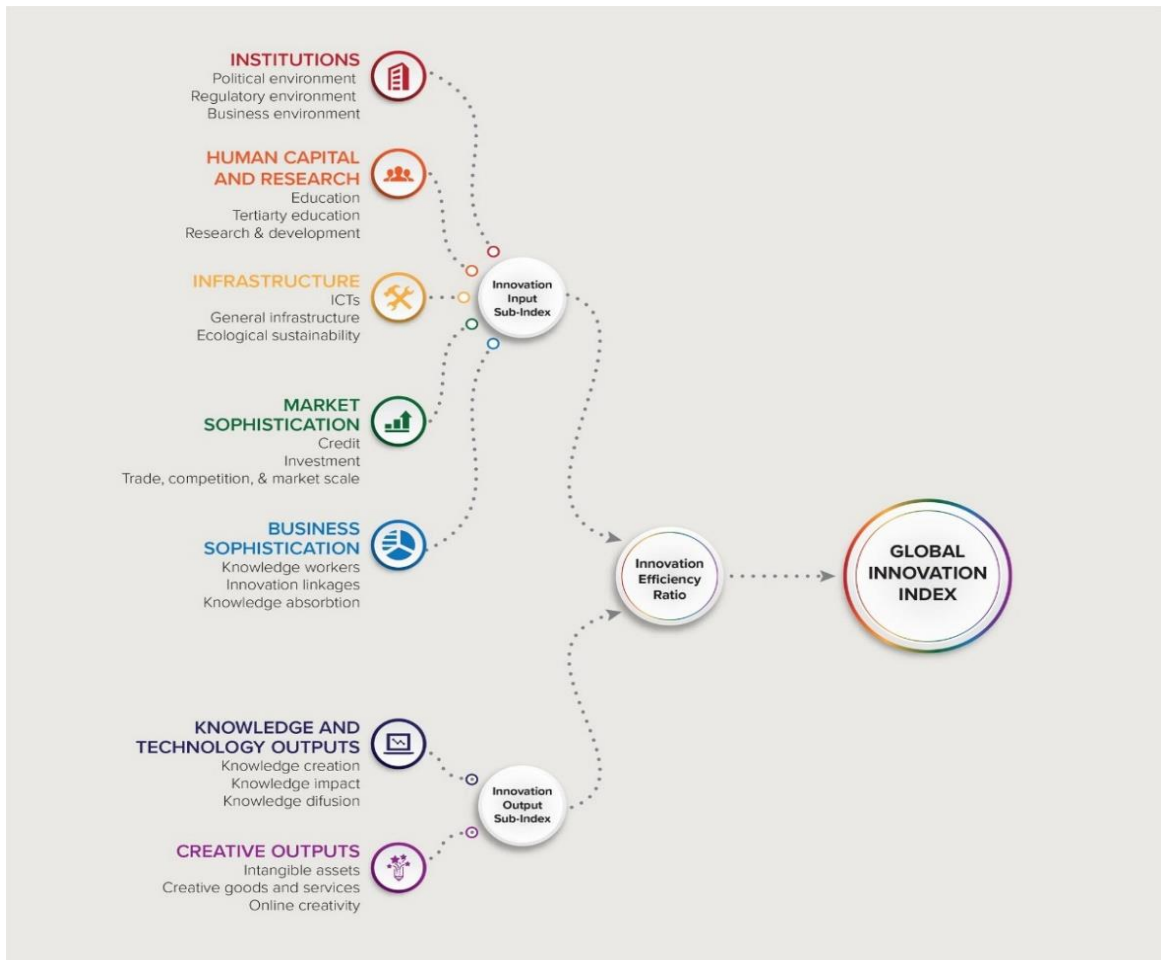 INSTITUTIONS
Political environment
Regulatory environment
Business environment
HUMAN CAPITAL
AND RESEARCH
Education
Tertiarty education
Research & development
INFRASTRUCTURE
ICTs
General infrastructure
Ecological sustainability
MARKET
SOPHISTICATION
Credit
Investment
Trade, competition, & market scale
BUSINESS
SOPHISTICATION
Knowledge workers
Innovation linkages
Knowledge absorbtion
KNOWLEDGE AND
TECHNOLOGY OUTPUTS
Knowledge creation
Knowledge impact
Knowledge difusion
CREATIVE OUTPUTS
Intangible assets
Creative goods and services
Online creativity
Innovation
Input
Sub-Index
Innovation
Output
Sub-Index
Innovation
Efficiency
Ratio
GLOBAL
INNOVATION
INDEX